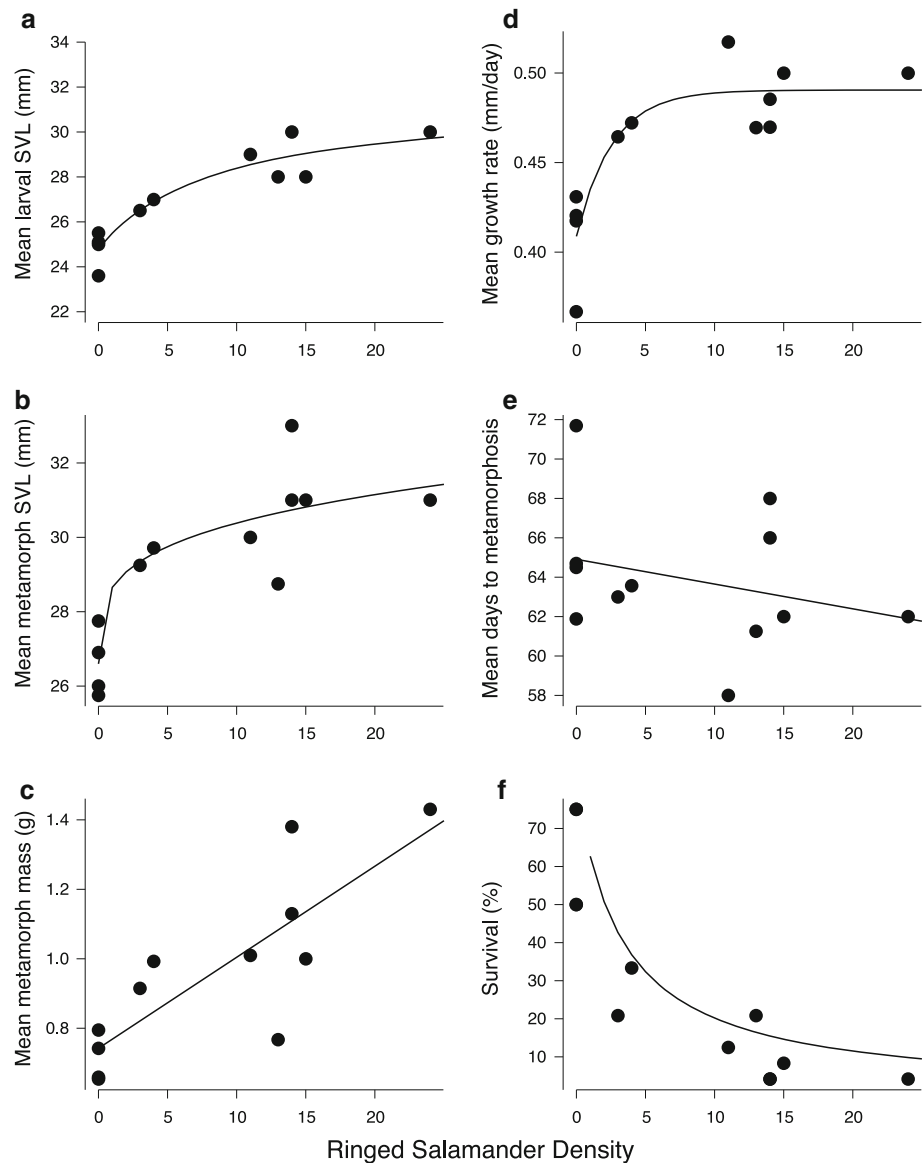 a
34
32
30
28
26
24
22
Mean larval SVL (mm)
0 5 10 15 20
b
32
30
28
26
Mean metamorph SVL (mm)
0 5 10 15 20
c
1.4
1.2
1.0
0.8
Mean metamorph mass (g)
0 5 10 15 20
d
0.50
0.45
0.40
Mean growth rate (mm/day)
0 5 10 15 20
e
72
70
68
66
64
62
60
58
Mean days to metamorphosis
0 5 10 15 20
f
70
60
50
40
30
20
10
Survival (%)
0 5 10 15 20
Ringed Salamander Density